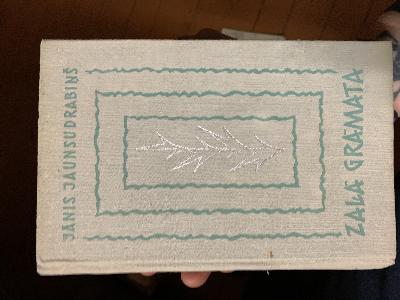 JĀNIS JAUNSUDRABIŅŠ
ZAĻĀ GRĀMATA